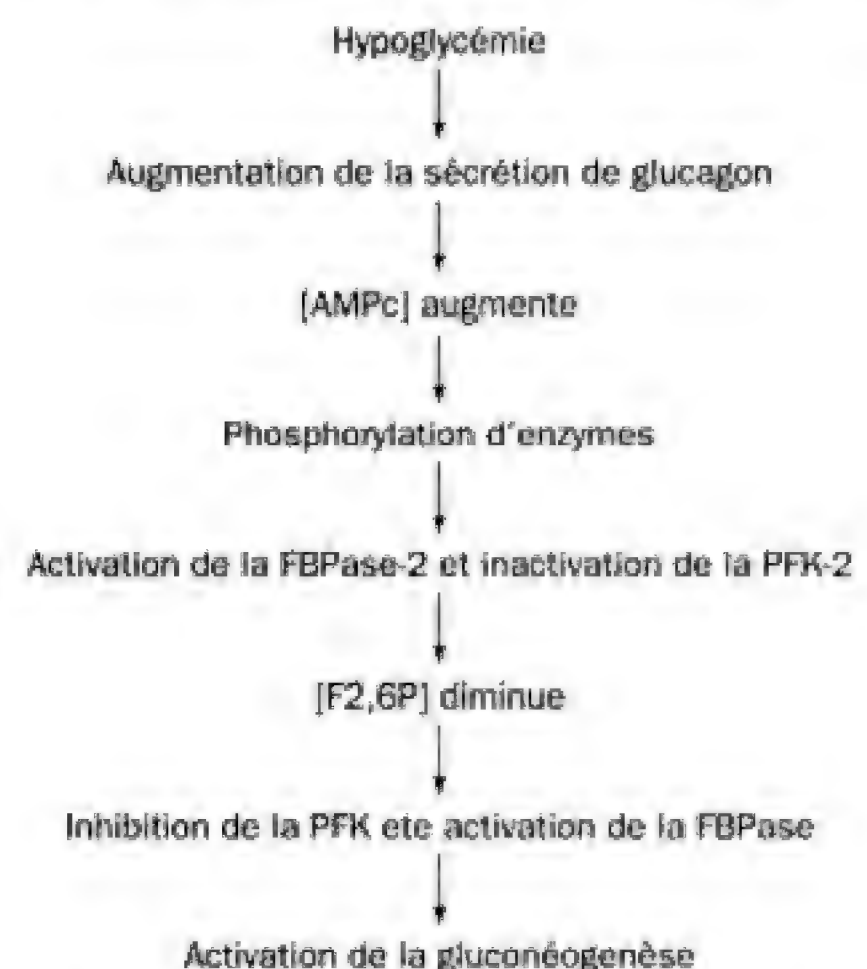 Hypoglycémie
Augmentation de la sécrétion de glucagon
[AMPc] augmente
Phosphorylation d'enzymes
Activation de la FBPase-2 et inactivation de la PFK-2
[F2,6P] diminue
Inhibition de la PFK ete activation de la FBPase
Activation de la gluconéogenèse